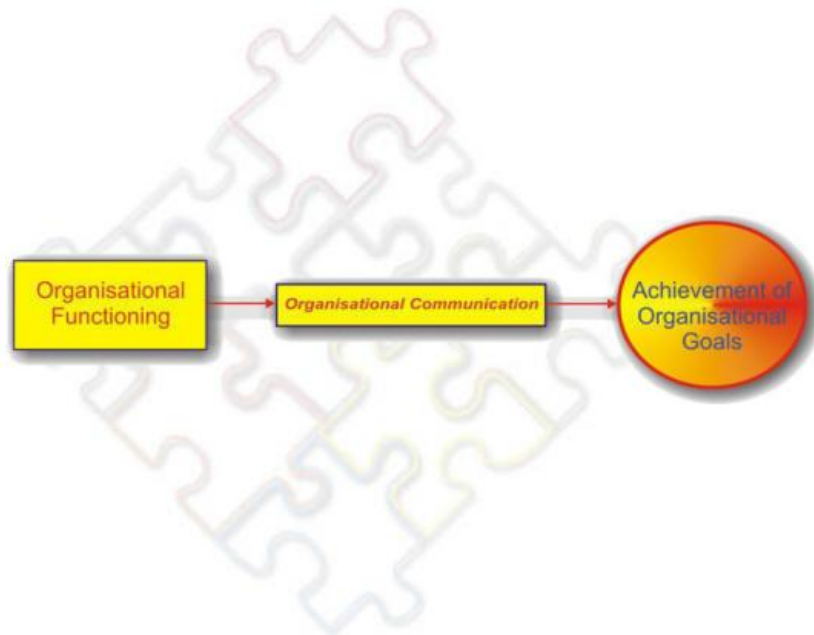 Organisational
Functioning
Organisational Communication
Achievement of
Organisational
Goals